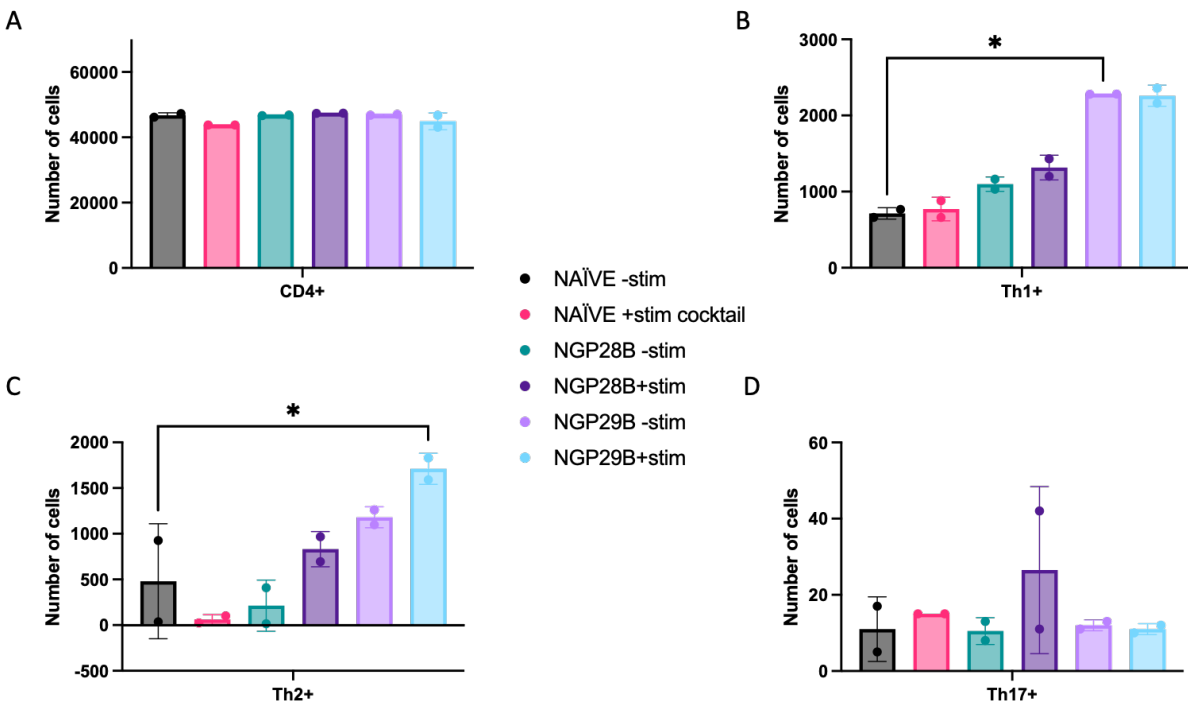 A
Number of cells
60000
40000
20000
0
CD4+
B
Number of cells
3000
2000
1000
0
*
Th1+
NAÏVE -stim
NAÏVE +stim cocktail
NGP28B -stim
NGP28B+stim
NGP29B -stim
NGP29B+stim
C
Number of cells
2000
1500
1000
500
0
-500
*
Th2+
D
Number of cells
60
40
20
0
Th17+